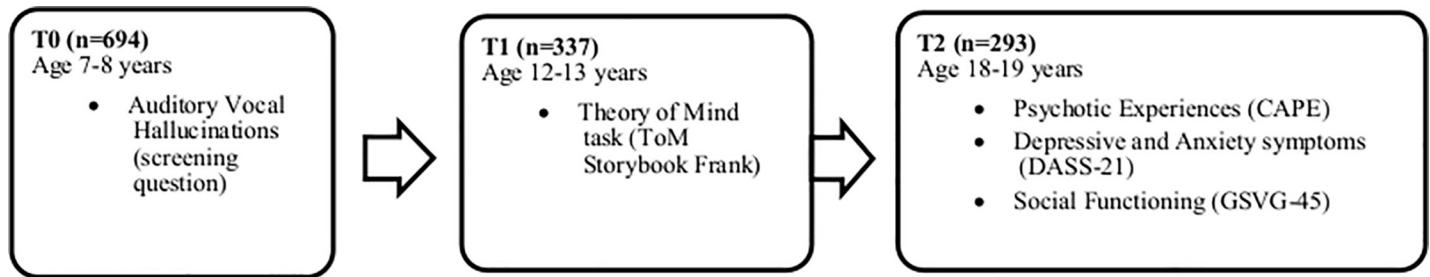 T0 (n=694)
Age 7-8 years
• Auditory Vocal
Hallucinations
(screening
question)
T1 (n=337)
Age 12-13 years
• Theory of Mind
task (ToM
Storybook Frank)
T2 (n=293)
Age 18-19 years
• Psychotic Experiences (CAPE)
• Depressive and Anxiety symptoms
(DASS-21)
• Social Functioning (GSVG-45)